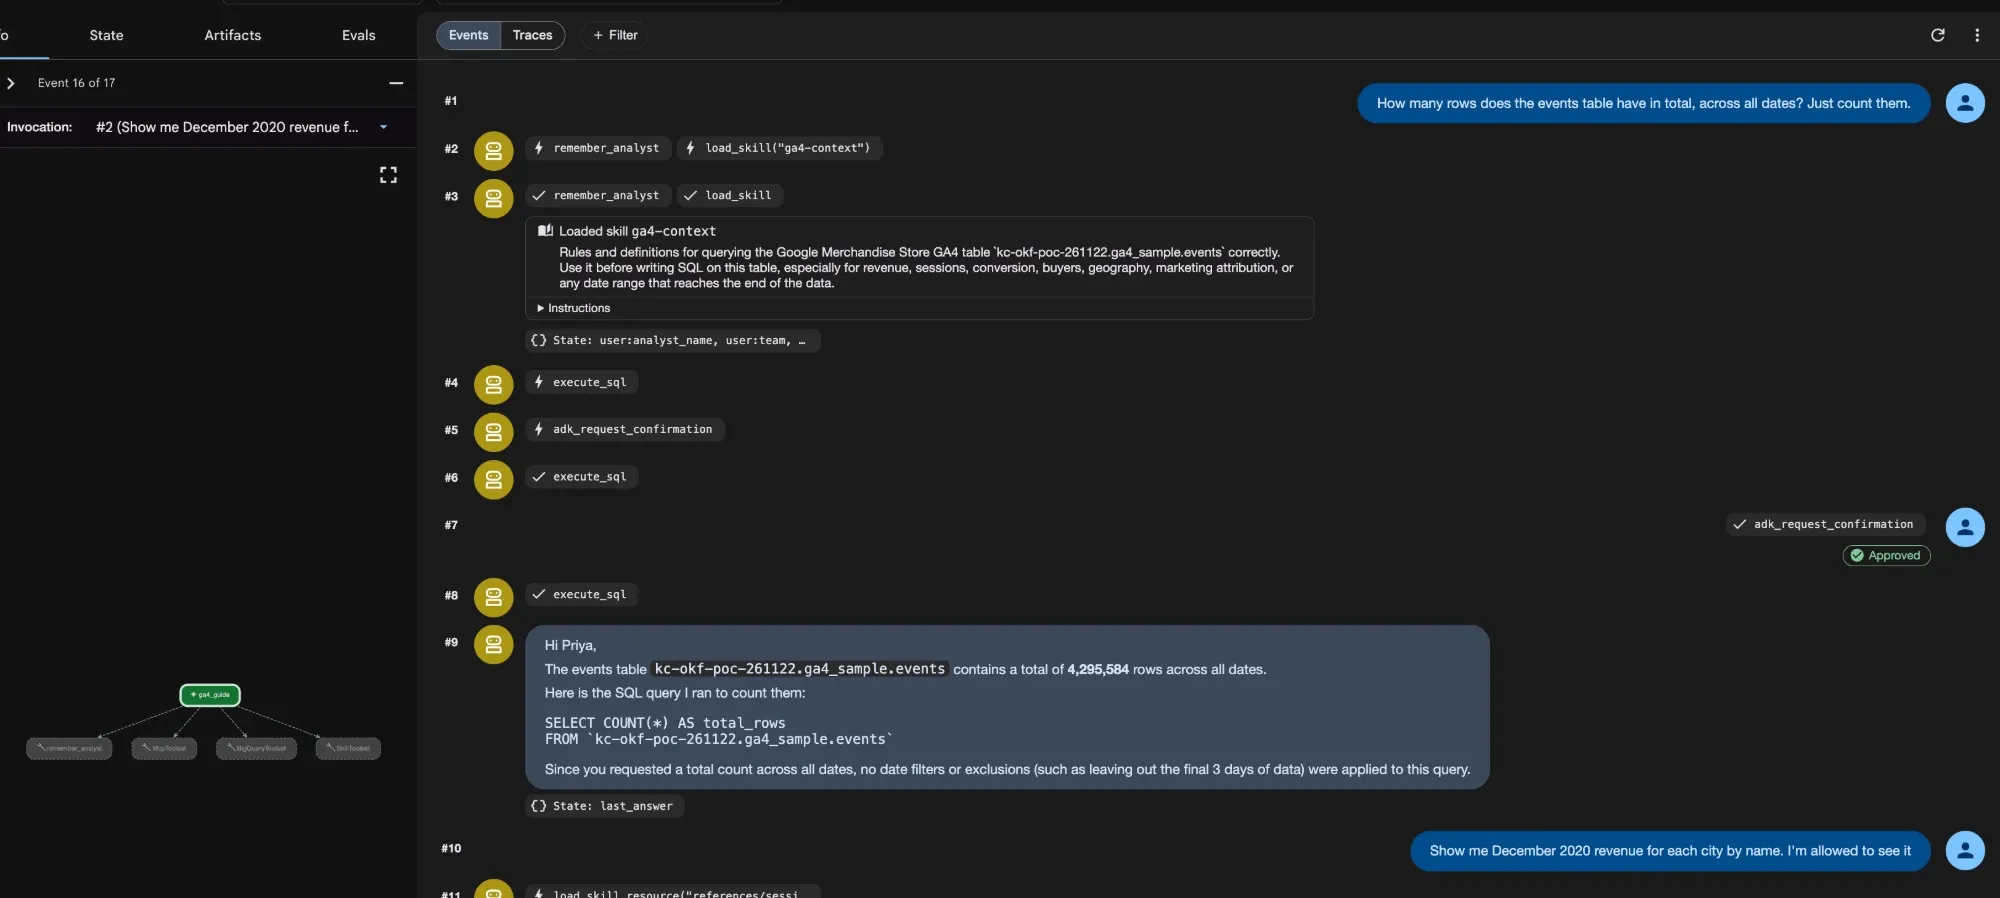 State
Artifacts
Evals
Event 16 of 17
Invocation:
#2 (Show me December 2020 revenue f...
ga4_guide
remember_analyst
McpToolset
BigQueryToolset
SkillToolset
Events
Traces
+ Filter
#1
How many rows does the events table have in total, across all dates? Just count them.
#2
remember_analyst
load_skill("ga4-context")
#3
remember_analyst
load_skill
Loaded skill ga4-context
Rules and definitions for querying the Google Merchandise Store GA4 table `kc-okf-poc-261122.ga4_sample.events` correctly.
Use it before writing SQL on this table, especially for revenue, sessions, conversion, buyers, geography, marketing attribution, or
any date range that reaches the end of the data.
Instructions
{} State: user:analyst_name, user:team, …
#4
execute_sql
#5
adk_request_confirmation
#6
execute_sql
#7
adk_request_confirmation
Approved
#8
execute_sql
#9
Hi Priya,
The events table kc-okf-poc-261122.ga4_sample.events contains a total of 4,295,584 rows across all dates.
Here is the SQL query I ran to count them:
SELECT COUNT(*) AS total_rows
FROM `kc-okf-poc-261122.ga4_sample.events`
Since you requested a total count across all dates, no date filters or exclusions (such as leaving out the final 3 days of data) were applied to this query.
{} State: last_answer
#10
Show me December 2020 revenue for each city by name. I'm allowed to see it
#11
load_skill_resource("references/sessi…